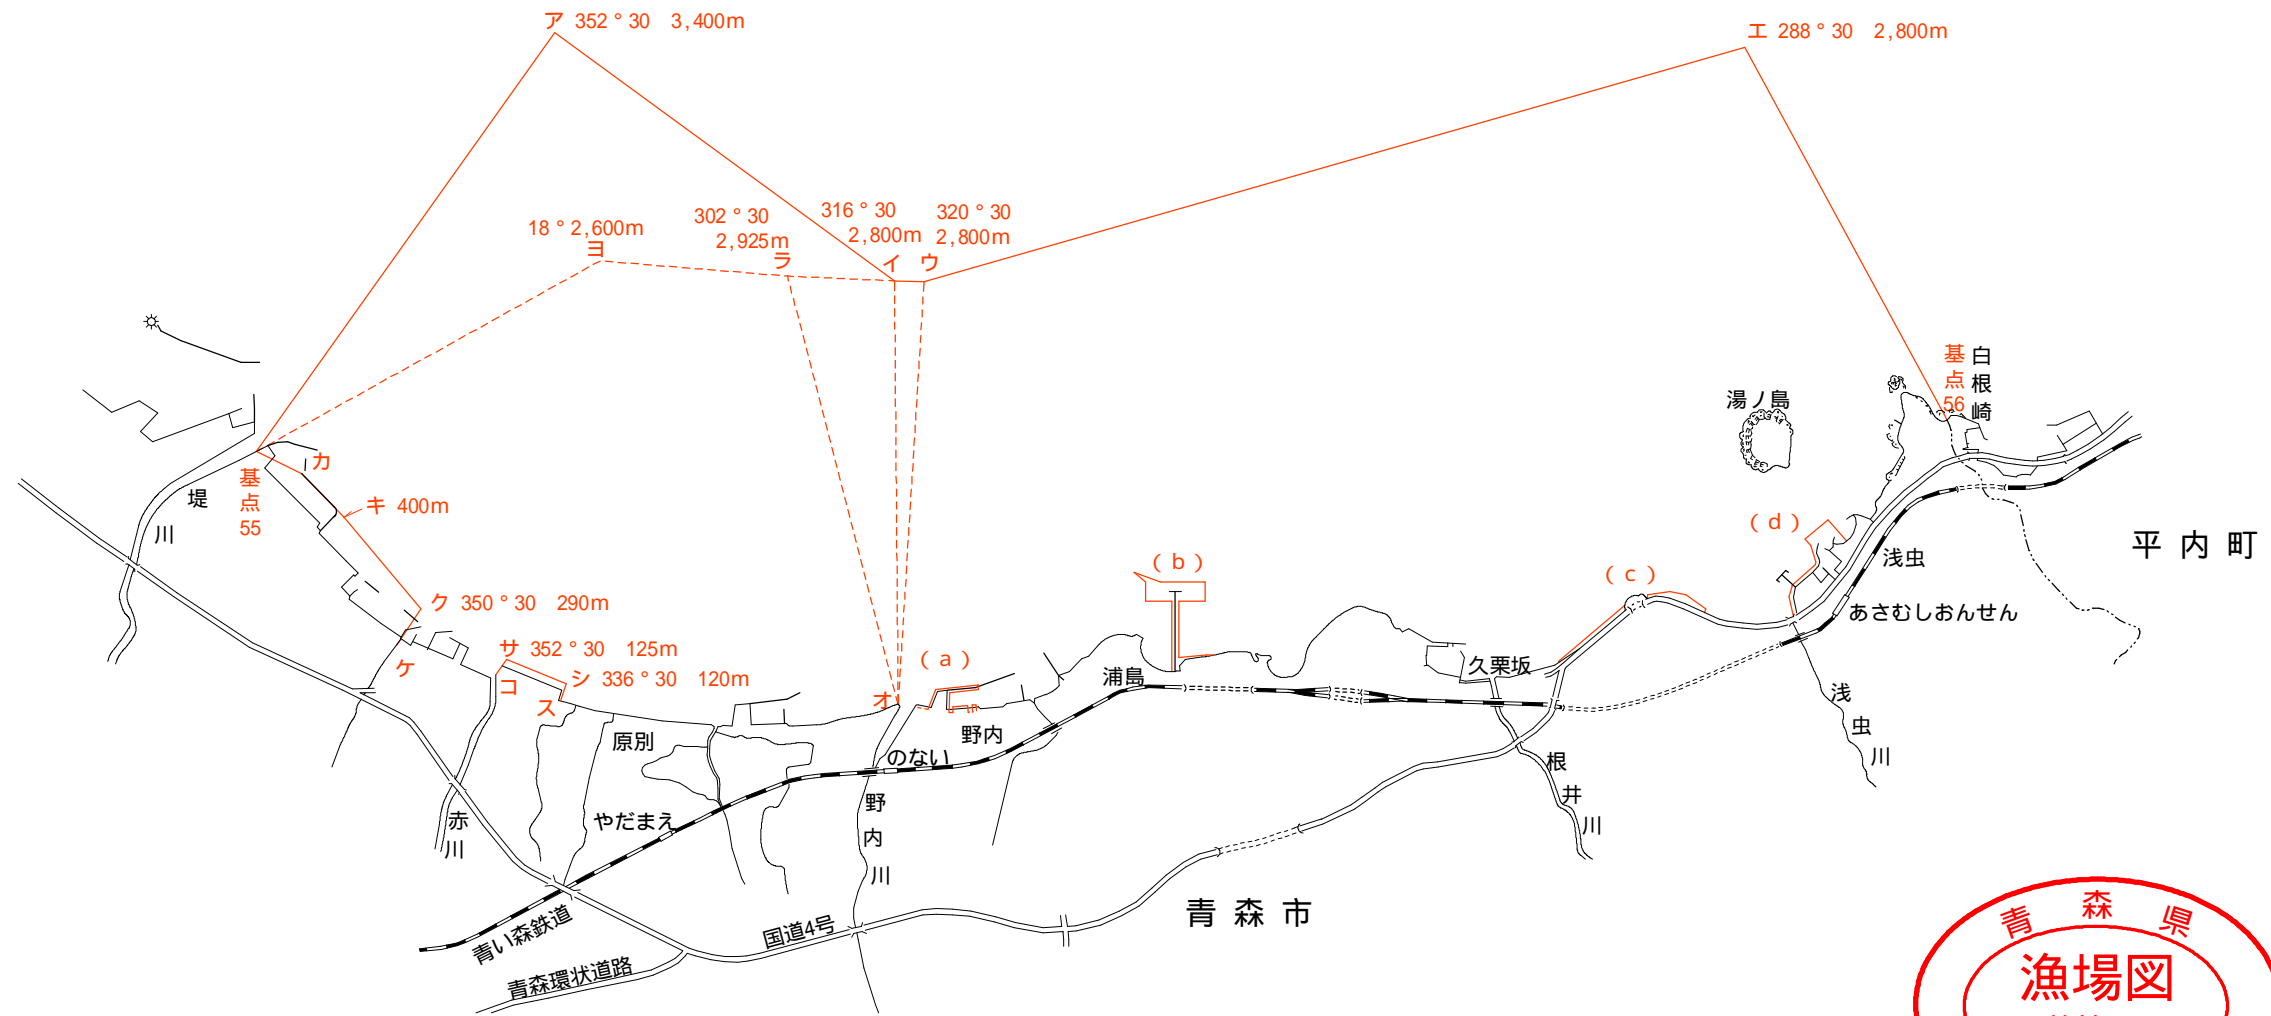 ア 352°30 3,400m
エ 288°30 2,800m
18°2,600m
ヨ
302°30
2,925m
ラ
316°30
2,800m
イ
320°30
2,800m
ウ
基点56
白根崎
湯ノ島
基点55
カ
キ 400m
堤川
ク 350°30 290m
ケ
サ 352°30 125m
コ
シ 336°30 120m
ス
オ
(a)
(b)
(c)
(d)
浅虫
あさむしおんせん
平内町
浦島
久栗坂
原別
野内
のない
やだまえ
赤川
野内川
根井川
浅虫川
青い森鉄道
青森環状道路
国道4号
青森市
青森県
漁場図